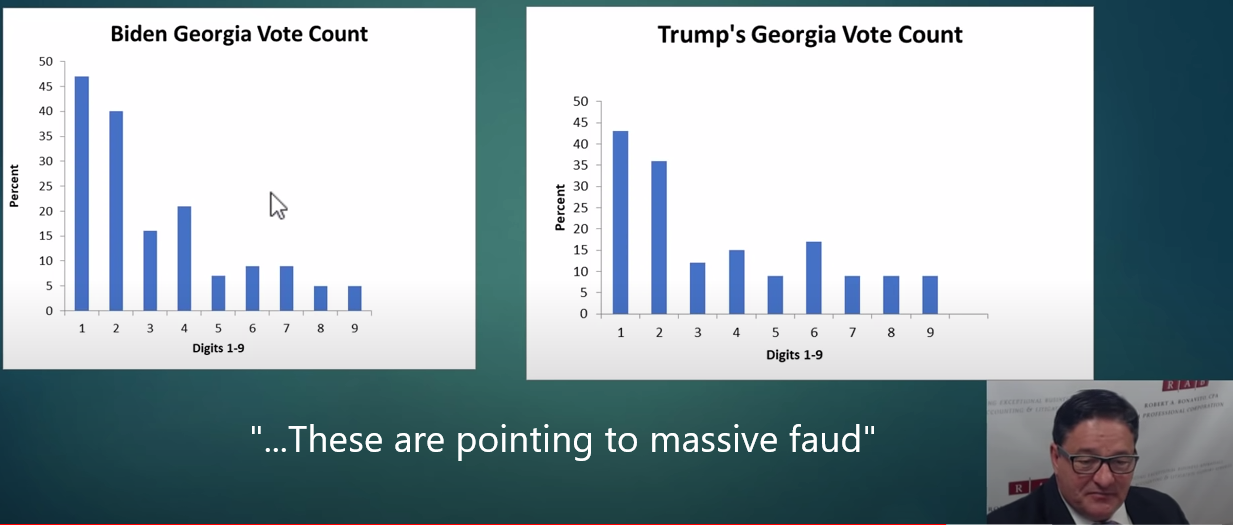 Biden Georgia Vote Count
50
45
40
35
30
25
20
15
10
5
0
Percent
1 2 3 4 5 6 7 8 9
Digits 1-9
Trump's Georgia Vote Count
50
45
40
35
30
25
20
15
10
5
0
Percent
1 2 3 4 5 6 7 8 9
Digits 1-9
"...These are pointing to massive faud"
R A B
ROBERT A. BONAVITO, CPA
PROFESSIONAL CORPORATION
R